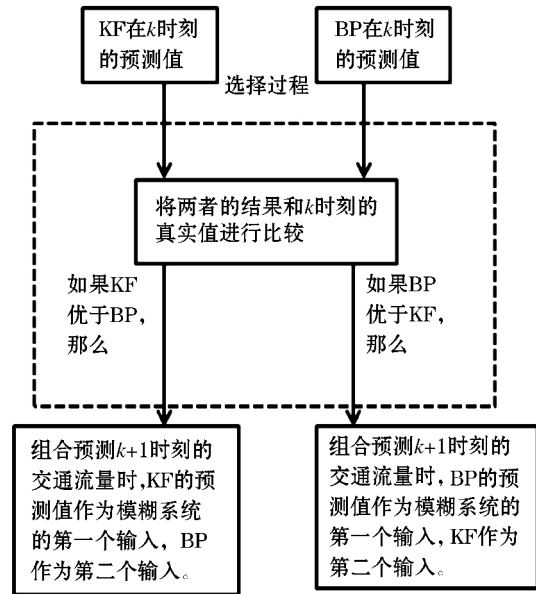 KF在k时刻
的预测值
BP在k时刻
的预测值
选择过程
将两者的结果和k时刻的
真实值进行比较
如果KF
优于BP,
那么
如果BP
优于KF,
那么
组合预测k+1时刻的
交通流量时,KF的预
测值作为模糊系统
的第一个输入, BP
作为第二个输入。
组合预测k+1时刻的
交通流量时, BP的预
测值作为模糊系统的
第一个输入, KF作为
第二个输入。